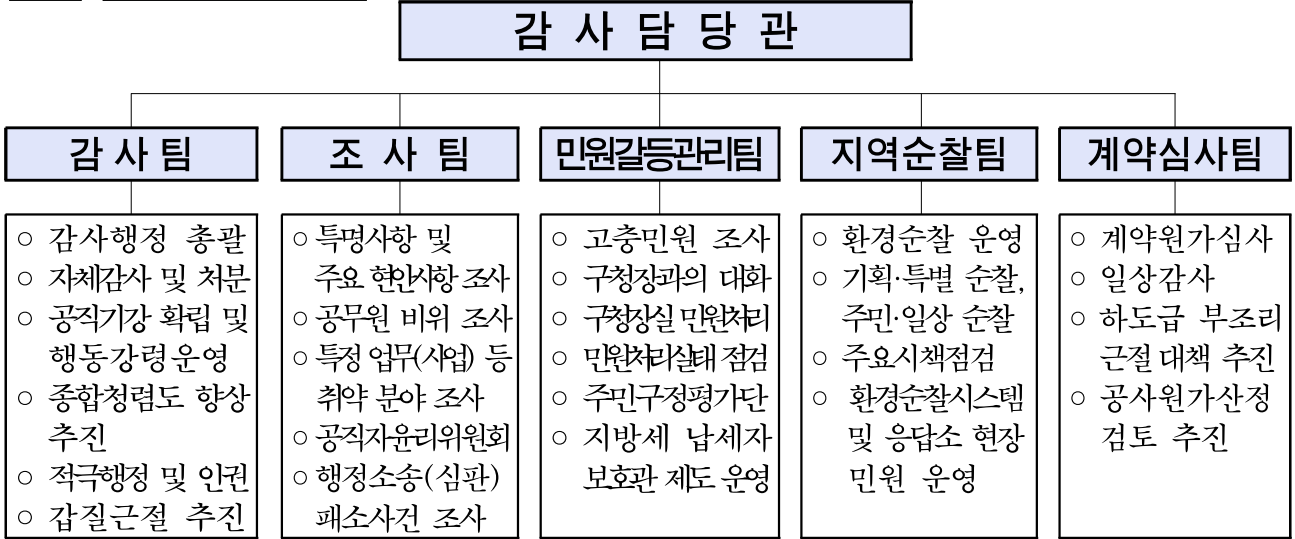 감 사 담 당 관
감 사 팀
○ 감사행정 총괄
○ 자체감사 및 처분
○ 공직기강 확립 및
행동강령운영
○ 종합청렴도 향상
추진
○ 적극행정 및 인권
○ 갑질근절 추진
조 사 팀
○ 특명사항 및
주요 현안사항 조사
○ 공무원 비위 조사
○ 특정 업무(사업) 등
취약 분야 조사
○ 공직자윤리위원회
○ 행정소송(심판)
패소사건 조사
민원갈등관리팀
○ 고충민원 조사
○ 구청장과의 대화
○ 구청장실 민원처리
○ 민원처리실태 점검
○ 주민구정평가단
○ 지방세 납세자
보호관 제도 운영
지역순찰팀
○ 환경순찰 운영
○ 기획·특별 순찰,
주민·일상 순찰
○ 주요시책점검
○ 환경순찰시스템
및 응답소 현장
민원 운영
계약심사팀
○ 계약원가심사
○ 일상감사
○ 하도급 부조리
근절 대책 추진
○ 공사원가산정
검토 추진